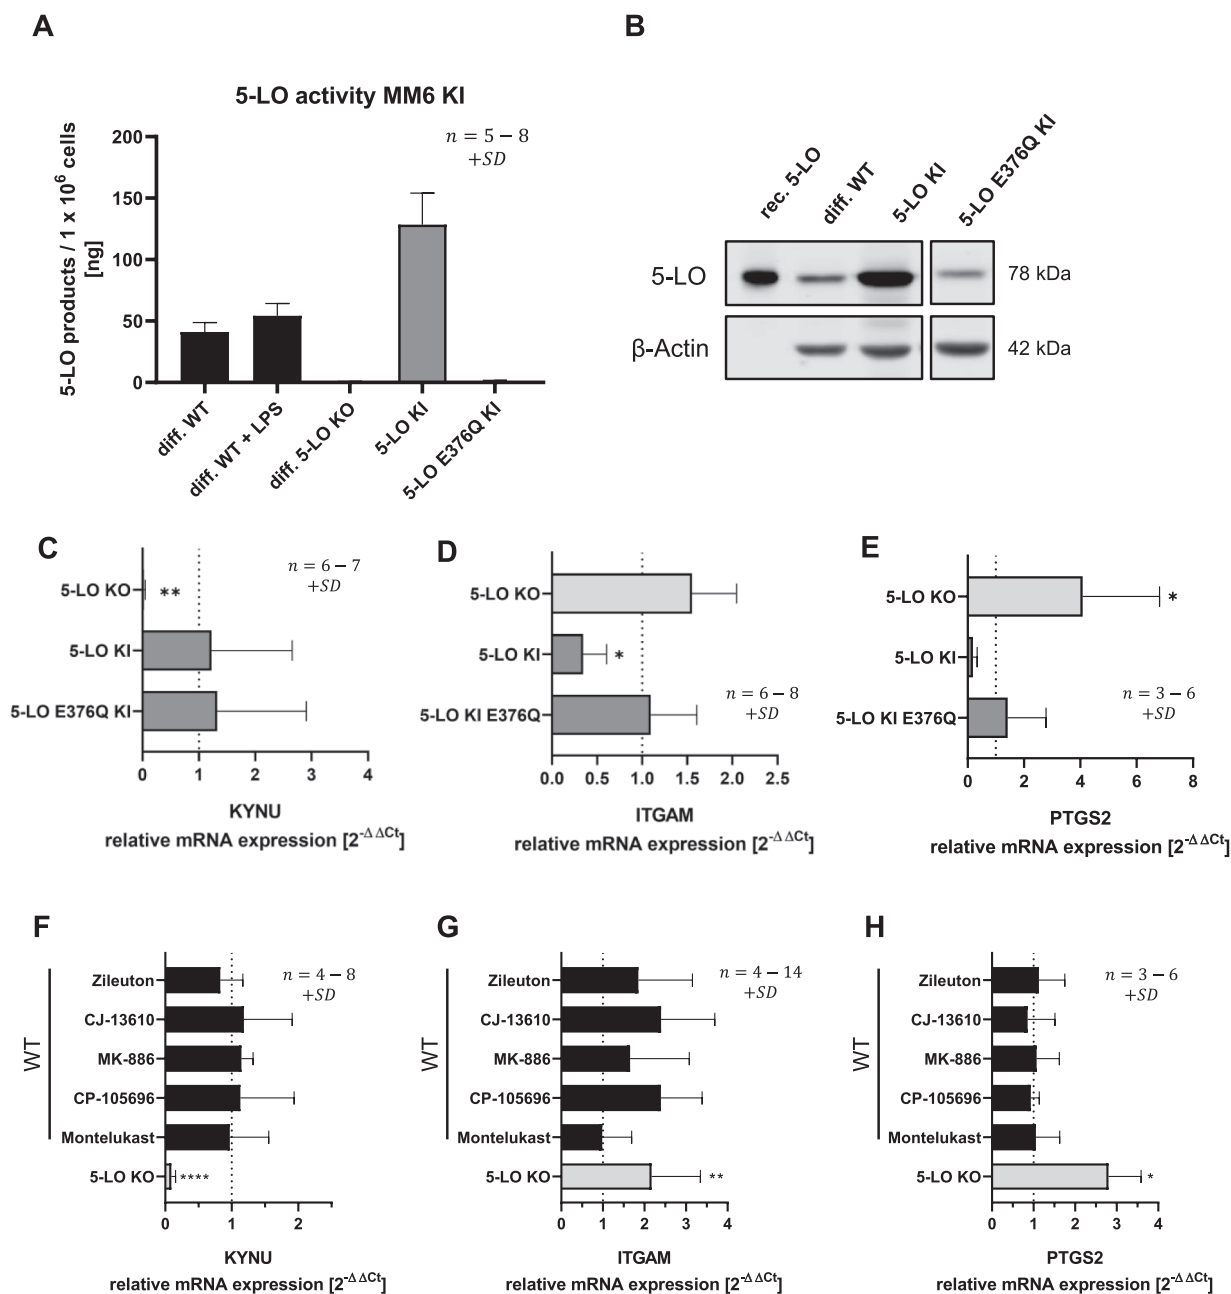 A
B
5-LO activity MM6 KI
n = 5 − 8
+SD
5-LO products / 1 x 10⁶ cells
[ng]
200
150
100
50
0
diff. WT
diff. WT + LPS
diff. 5-LO KO
5-LO KI
5-LO E376Q KI
rec. 5-LO
diff. WT
5-LO KI
5-LO E376Q KI
5-LO
78 kDa
β-Actin
42 kDa
C
n = 6 − 7
+SD
5-LO KO
**
5-LO KI
5-LO E376Q KI
0 1 2 3 4
KYNU
relative mRNA expression [2^-Δ ΔCt]
D
5-LO KO
5-LO KI
*
5-LO KI E376Q
n = 6 − 8
+SD
0.0 0.5 1.0 1.5 2.0 2.5
ITGAM
relative mRNA expression [2^-Δ ΔCt]
E
5-LO KO
*
5-LO KI
5-LO KI E376Q
n = 3 − 6
+SD
0 2 4 6 8
PTGS2
relative mRNA expression [2^-Δ ΔCt]
F
WT
n = 4 − 8
+SD
Zileuton
CJ-13610
MK-886
CP-105696
Montelukast
5-LO KO
****
0 1 2
KYNU
relative mRNA expression [2^-Δ ΔCt]
G
WT
n = 4 − 14
+SD
Zileuton
CJ-13610
MK-886
CP-105696
Montelukast
5-LO KO
**
0 1 2 3 4
ITGAM
relative mRNA expression [2^-Δ ΔCt]
H
WT
n = 3 − 6
+SD
Zileuton
CJ-13610
MK-886
CP-105696
Montelukast
5-LO KO
*
0 1 2 3 4
PTGS2
relative mRNA expression [2^-Δ ΔCt]